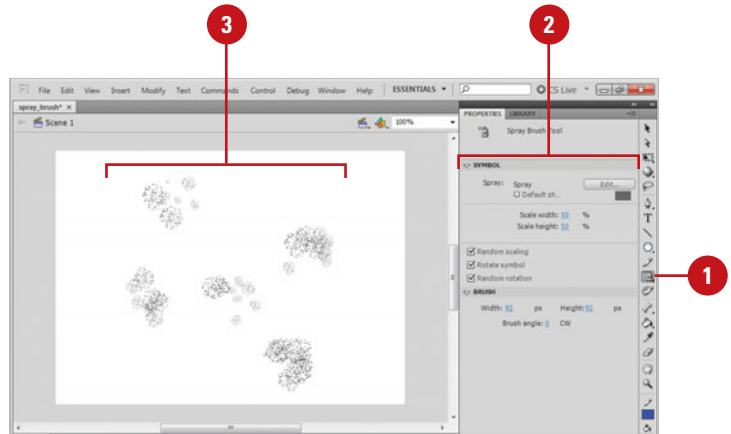 3
2
Fl File Edit View Insert Modify Text Commands Control Debug Window Help ESSENTIALS CS Live
spray_brush* ×
Scene 1 100%
PROPERTIES LIBRARY
Spray Brush Tool
SYMBOL
Spray: Spray Edit...
Default sh...
Scale width: 50 %
Scale height: 50 %
Random scaling
Rotate symbol
Random rotation
BRUSH
Width: 92 px Height: 92 px
Brush angle: 0 CW
T
1